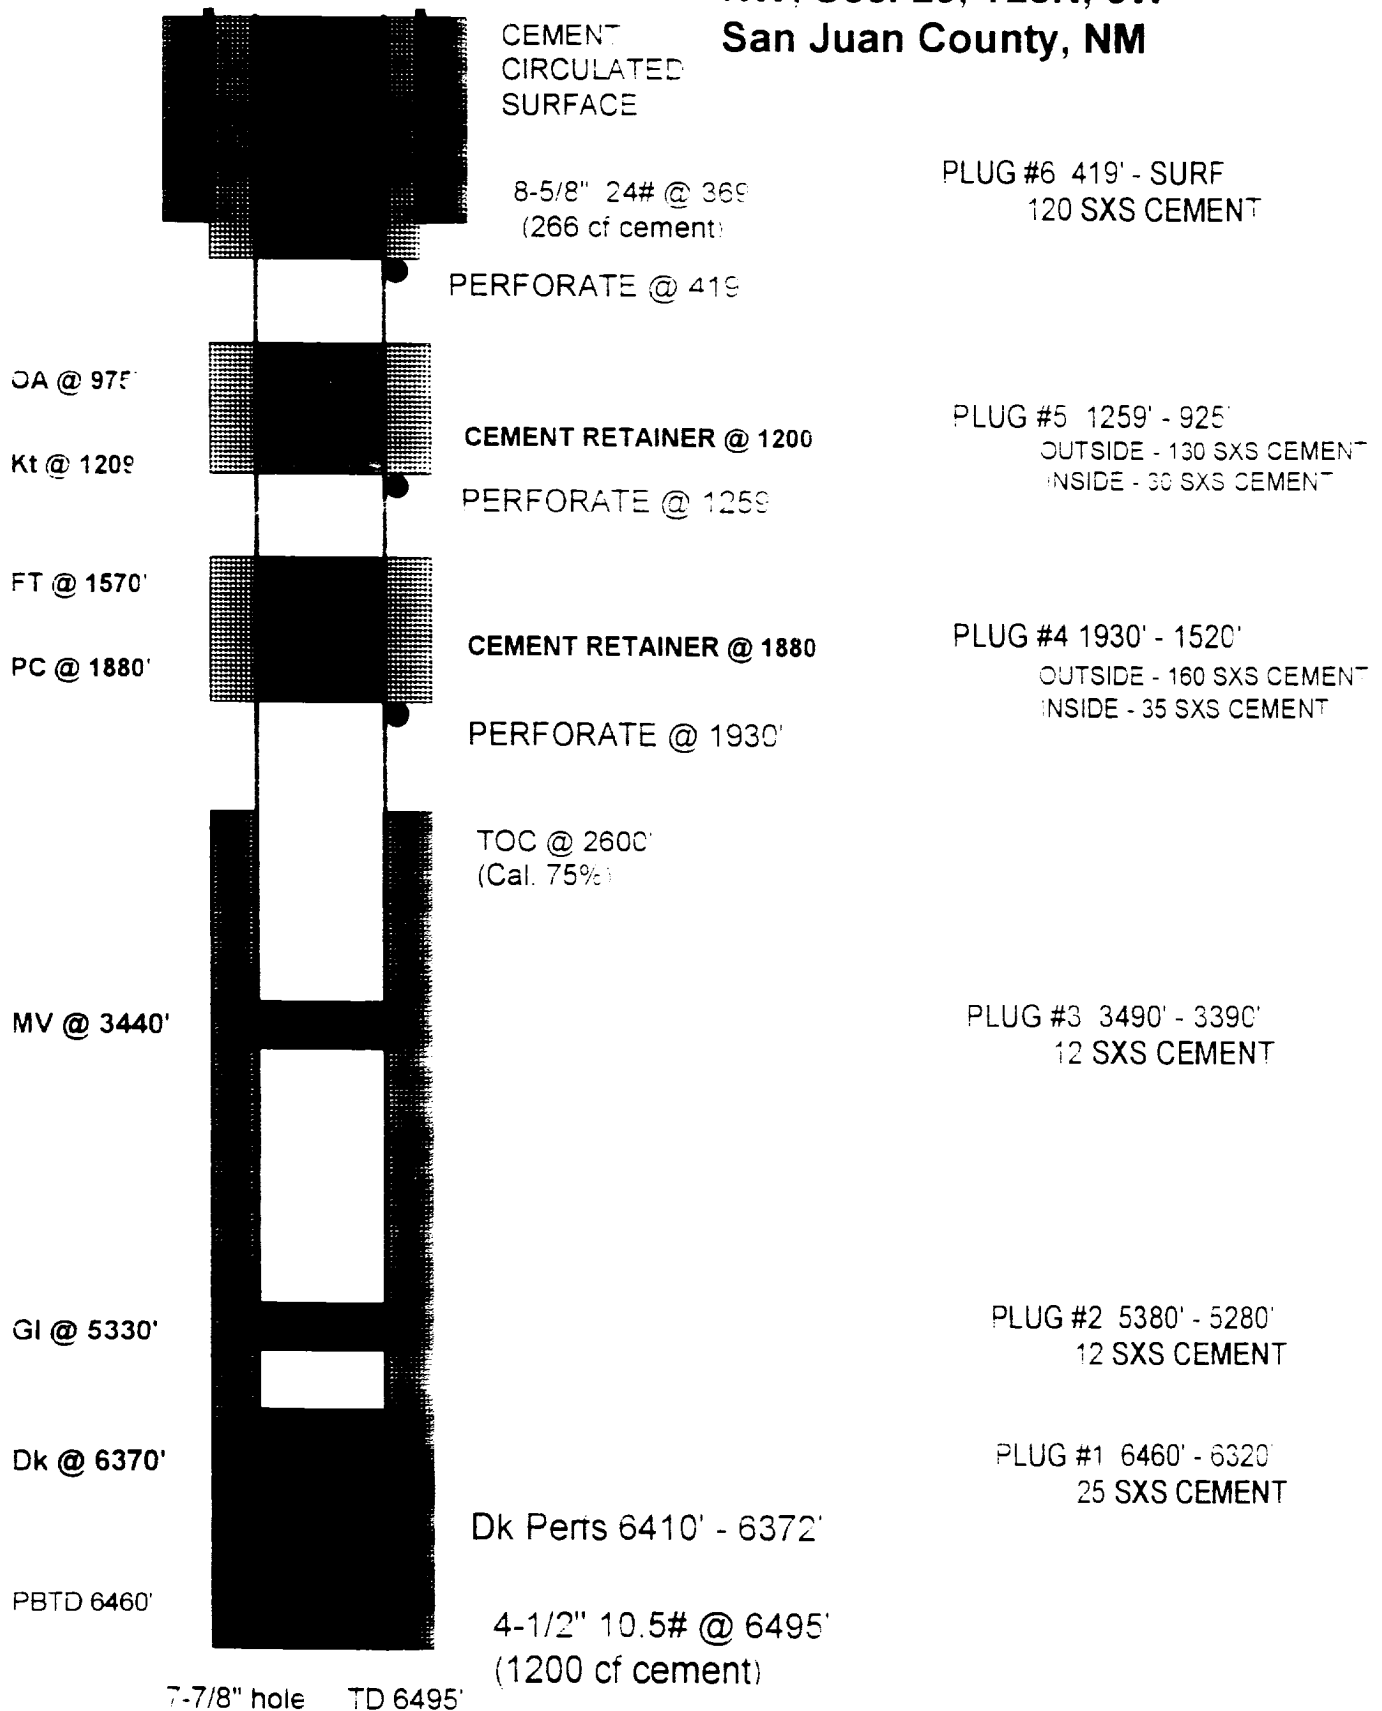 San Juan County, NM
CEMENT
CIRCULATED
SURFACE
8-5/8" 24# @ 369
(266 cf cement)
PLUG #6 419' - SURF
120 SXS CEMENT
PERFORATE @ 419
OA @ 975'
CEMENT RETAINER @ 1200
PLUG #5 1259' - 925'
OUTSIDE - 130 SXS CEMENT
INSIDE - 30 SXS CEMENT
Kt @ 1209
PERFORATE @ 1259
FT @ 1570'
CEMENT RETAINER @ 1880
PLUG #4 1930' - 1520'
OUTSIDE - 160 SXS CEMENT
INSIDE - 35 SXS CEMENT
PC @ 1880'
PERFORATE @ 1930'
TOC @ 2600'
(Cal. 75%)
MV @ 3440'
PLUG #3 3490' - 3390'
12 SXS CEMENT
Gl @ 5330'
PLUG #2 5380' - 5280'
12 SXS CEMENT
Dk @ 6370'
PLUG #1 6460' - 6320'
25 SXS CEMENT
Dk Perfs 6410' - 6372'
PBTD 6460'
4-1/2" 10.5# @ 6495'
(1200 cf cement)
7-7/8" hole TD 6495'